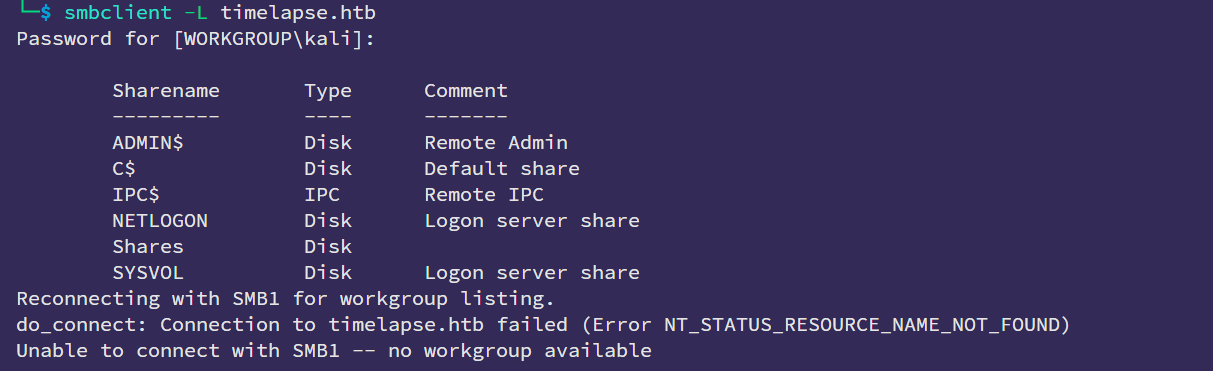 └─$ smbclient -L timelapse.htb
Password for [WORKGROUP\kali]:
Sharename Type Comment
--------- ---- -------
ADMIN$ Disk Remote Admin
C$ Disk Default share
IPC$ IPC Remote IPC
NETLOGON Disk Logon server share
Shares Disk
SYSVOL Disk Logon server share
Reconnecting with SMB1 for workgroup listing.
do_connect: Connection to timelapse.htb failed (Error NT_STATUS_RESOURCE_NAME_NOT_FOUND)
Unable to connect with SMB1 -- no workgroup available